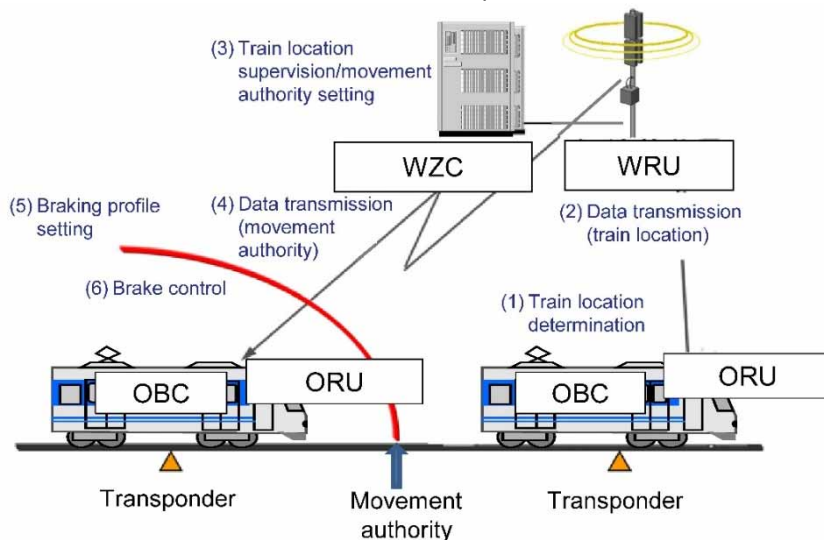 (3) Train location
supervision/movement
authority setting
WZC
WRU
(5) Braking profile
setting
(4) Data transmission
(movement
authority)
(2) Data transmission
(train location)
(6) Brake control
(1) Train location
determination
OBC
ORU
OBC
ORU
Transponder
Movement
authority
Transponder